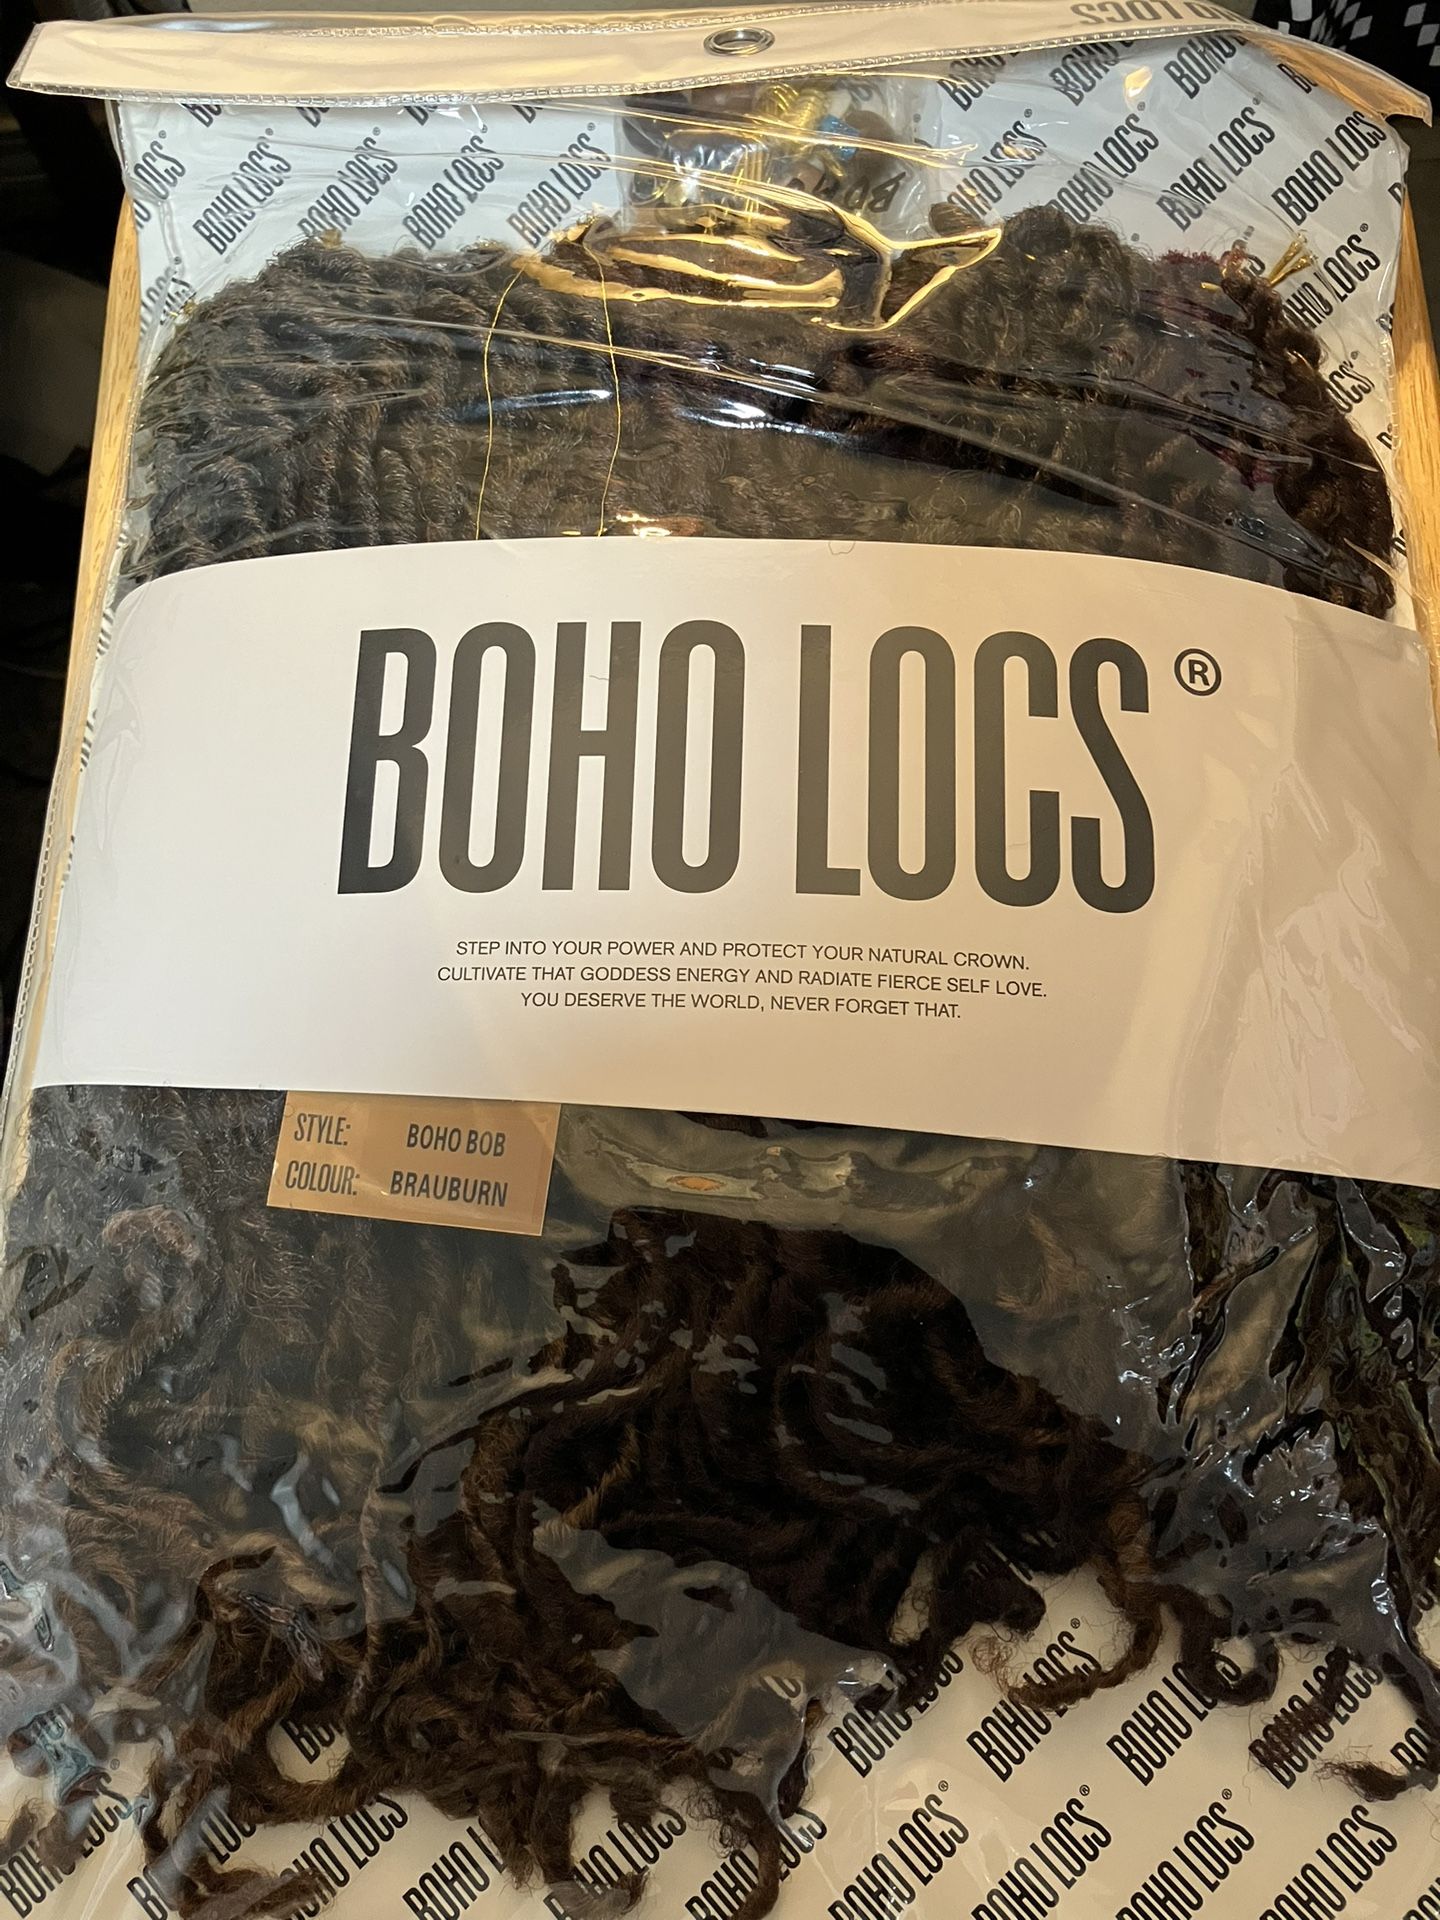 BOHO LOCS®
STEP INTO YOUR POWER AND PROTECT YOUR NATURAL CROWN.
CULTIVATE THAT GODDESS ENERGY AND RADIATE FIERCE SELF LOVE.
YOU DESERVE THE WORLD, NEVER FORGET THAT.
STYLE: BOHO BOB
COLOUR: BRAUBURN